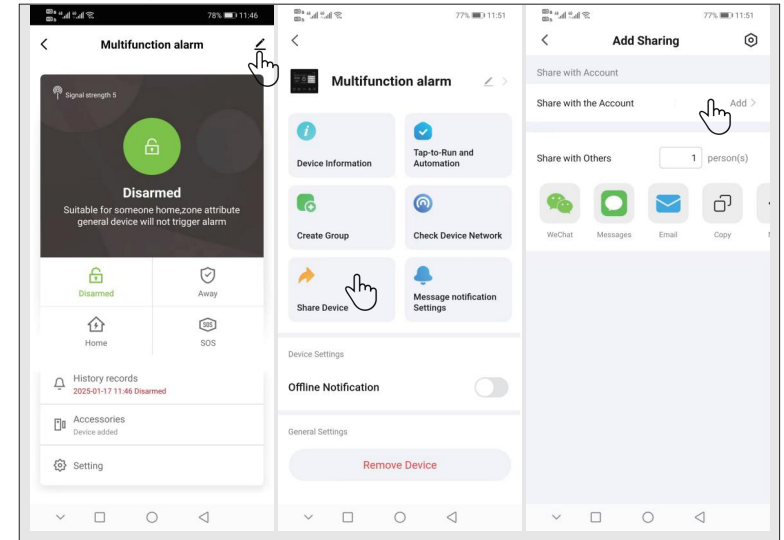 78% 11:46
Multifunction alarm
Signal strength 5
Disarmed
Suitable for someone home,zone attribute
general device will not trigger alarm
Disarmed
Away
Home
SOS
SOS
History records
2025-01-17 11:46 Disarmed
Accessories
Device added
Setting
77% 11:51
Multifunction alarm
Device Information
Tap-to-Run and
Automation
Create Group
Check Device Network
Share Device
Message notification
Settings
Device Settings
Offline Notification
General Settings
Remove Device
77% 11:51
Add Sharing
Share with Account
Share with the Account
Add
Share with Others
1 person(s)
WeChat
Messages
Email
Copy